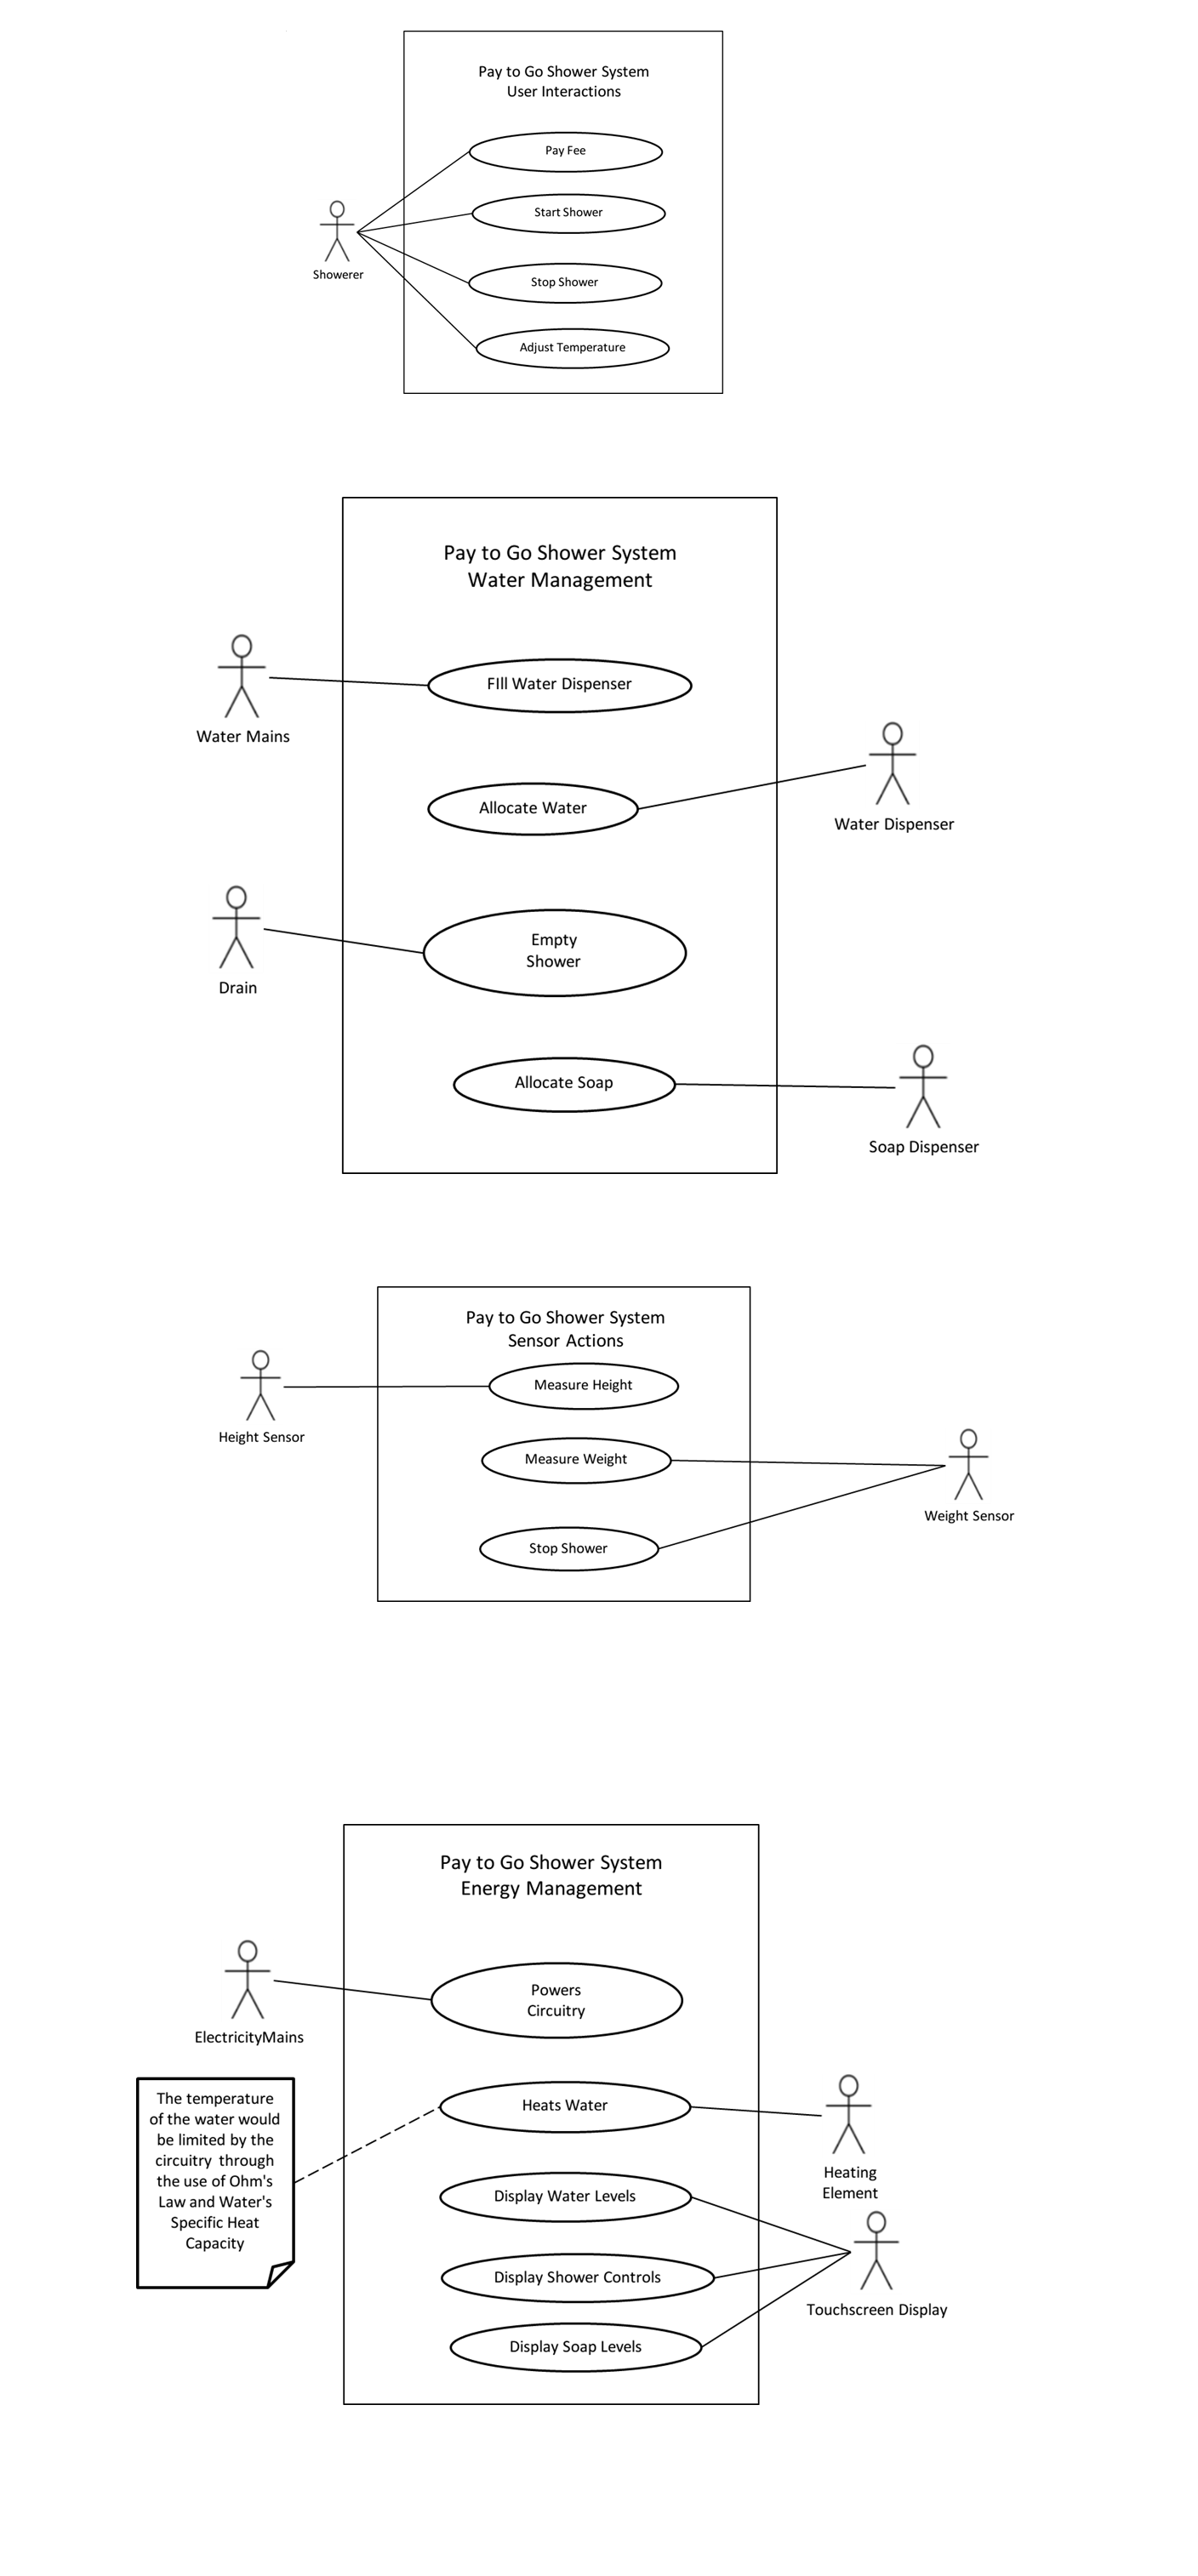 Pay to Go Shower System
User Interactions
Pay Fee
Start Shower
Stop Shower
Adjust Temperature
Showerer
Pay to Go Shower System
Water Management
FIll Water Dispenser
Water Mains
Allocate Water
Water Dispenser
Empty
Shower
Drain
Allocate Soap
Soap Dispenser
Pay to Go Shower System
Sensor Actions
Measure Height
Height Sensor
Measure Weight
Weight Sensor
Stop Shower
Pay to Go Shower System
Energy Management
Powers
Circuitry
ElectricityMains
The temperature
of the water would
be limited by the
circuitry through
the use of Ohm's
Law and Water's
Specific Heat
Capacity
Heats Water
Heating
Element
Display Water Levels
Display Shower Controls
Touchscreen Display
Display Soap Levels